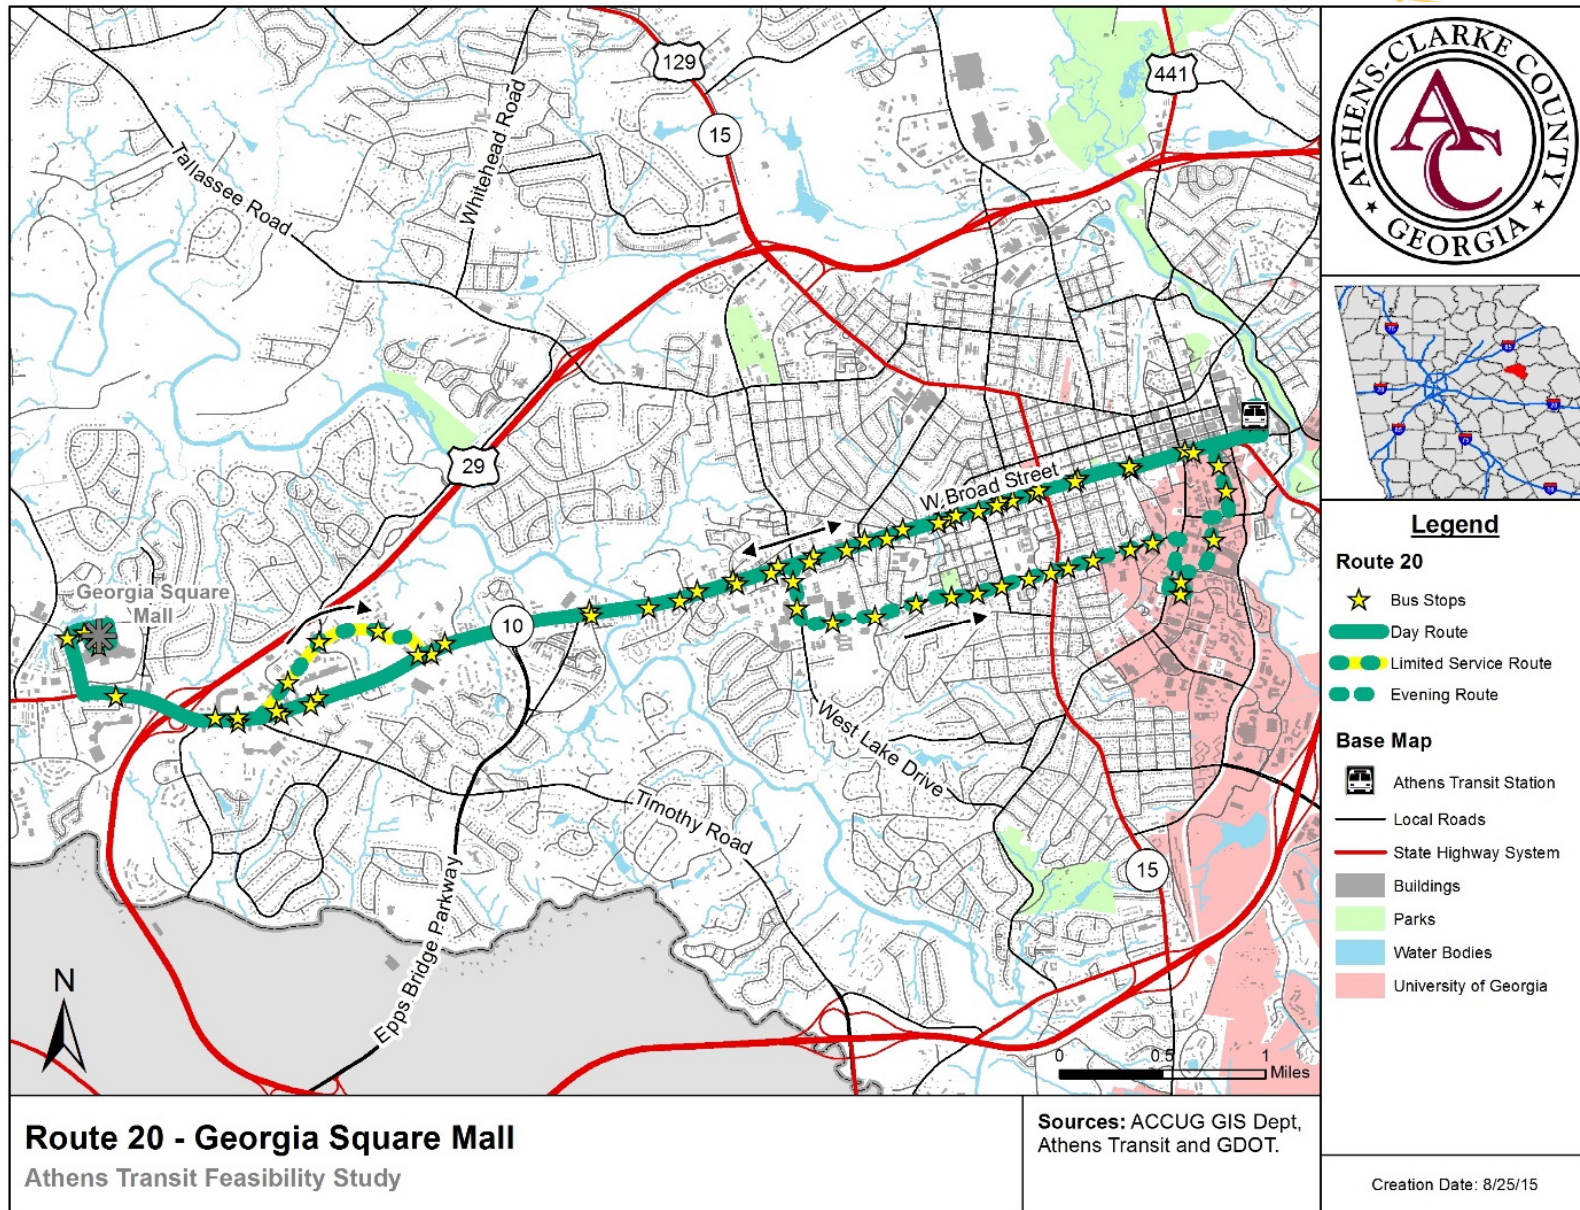 129
441
15
Whitehead Road
Tallassee Road
29
W Broad Street
Georgia Square
Mall
10
West Lake Drive
Timothy Road
Epps Bridge Parkway
15
N
0 0.5 1
Miles
Route 20 - Georgia Square Mall
Athens Transit Feasibility Study
Sources: ACCUG GIS Dept,
Athens Transit and GDOT.
ATHENS-CLARKE COUNTY
AC
★ GEORGIA ★
Legend
Route 20
Bus Stops
Day Route
Limited Service Route
Evening Route
Base Map
Athens Transit Station
Local Roads
State Highway System
Buildings
Parks
Water Bodies
University of Georgia
Creation Date: 8/25/15